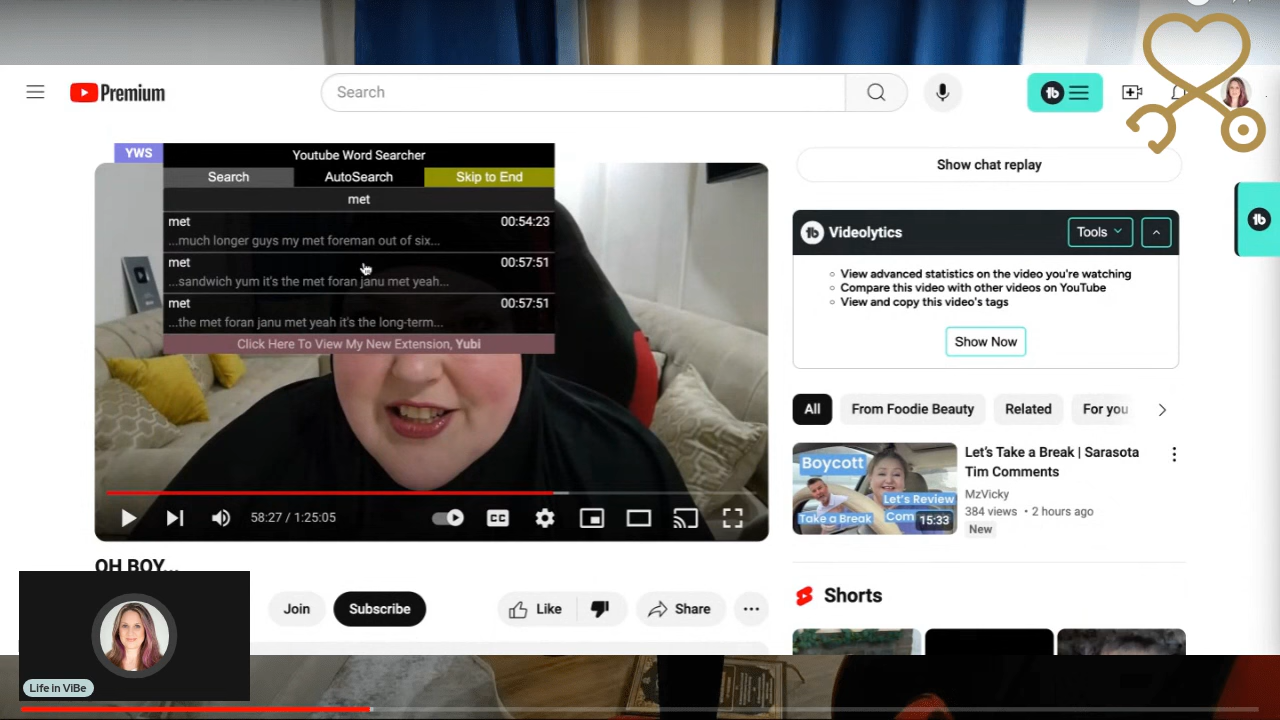 Premium
Search
YWS
Youtube Word Searcher
Search AutoSearch Skip to End
met
met 00:54:23
...much longer guys my met foreman out of six...
met 00:57:51
...sandwich yum it's the met foran janu met yeah...
met 00:57:51
...the met foran janu met yeah it's the long-term...
Click Here To View My New Extension, Yubi
58:27 / 1:25:05
CC
OH BOY...
Join Subscribe Like Share
Life in ViBe
Show chat replay
tb
tb
Videolytics Tools
View advanced statistics on the video you're watching
Compare this video with other videos on YouTube
View and copy this video's tags
Show Now
All From Foodie Beauty Related For you
Boycott
Let's Review
Take a Break Com
15:33
Let's Take a Break | Sarasota
Tim Comments
MzVicky
384 views • 2 hours ago
New
Shorts
tb